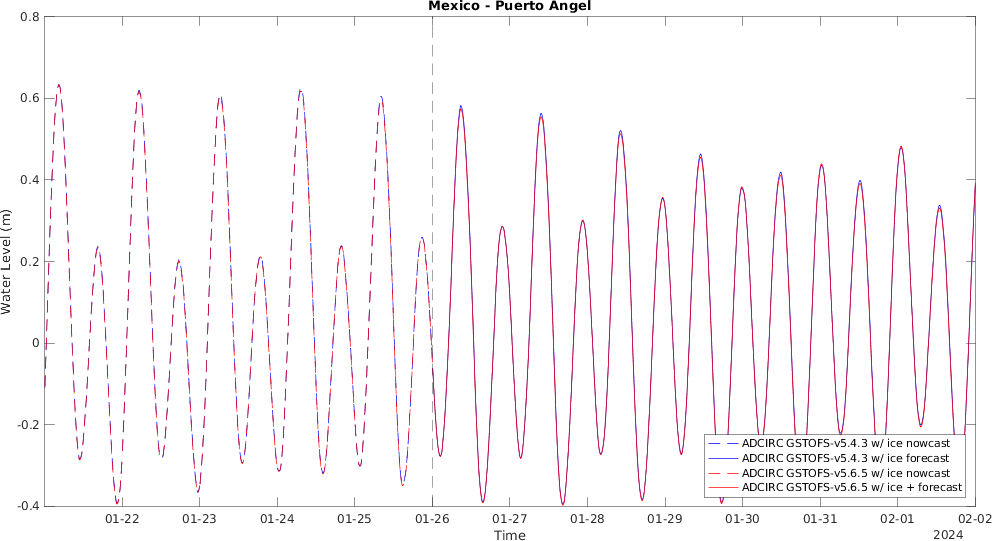 Mexico - Puerto Angel
0.8
0.6
0.4
0.2
0
-0.2
-0.4
Water Level (m)
ADCIRC GSTOFS-v5.4.3 w/ ice nowcast
ADCIRC GSTOFS-v5.4.3 w/ ice forecast
ADCIRC GSTOFS-v5.6.5 w/ ice nowcast
ADCIRC GSTOFS-v5.6.5 w/ ice + forecast
01-22 01-23 01-24 01-25 01-26 01-27 01-28 01-29 01-30 01-31 02-01 02-02
Time
2024